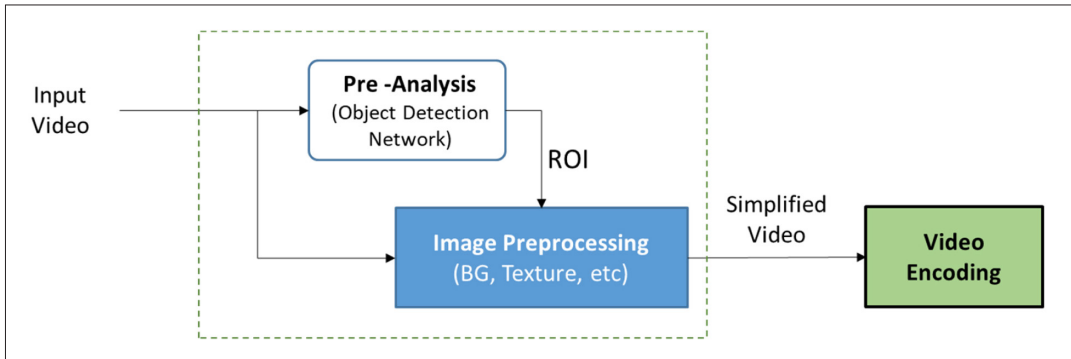 Input
Video
Pre -Analysis
(Object Detection
Network)
ROI
Image Preprocessing
(BG, Texture, etc)
Simplified
Video
Video
Encoding